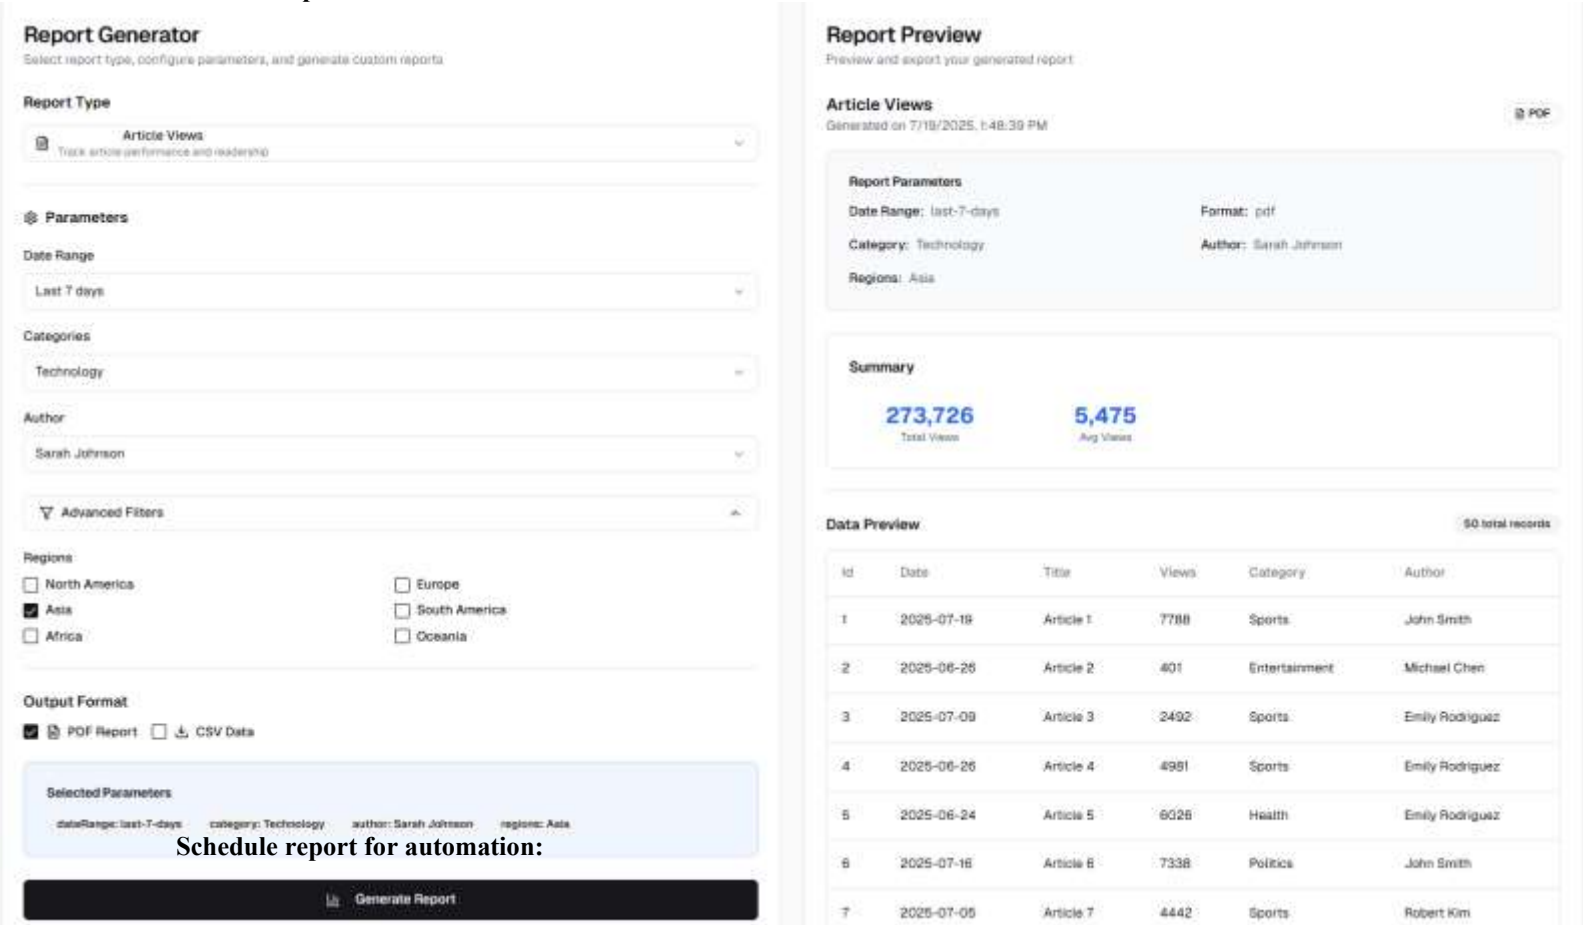 Report Generator
Select report type, configure parameters, and generate custom reports
Report Type
Article Views
Track article performance and readership
Parameters
Date Range
Last 7 days
Categories
Technology
Author
Sarah Johnson
Advanced Filters
Regions
North America
Europe
Asia
South America
Africa
Oceania
Output Format
PDF Report CSV Data
Selected Parameters
dateRange: last-7-days category: Technology author: Sarah Johnson regions: Asia
Schedule report for automation:
Generate Report
Report Preview
Preview and export your generated report
Article Views
PDF
Generated on 7/19/2025, 1:48:39 PM
Report Parameters
Date Range: last-7-days Format: pdf
Category: Technology Author: Sarah Johnson
Regions: Asia
Summary
273,726 5,475
Total Views Avg Views
Data Preview 50 total records
Id Date Title Views Category Author
1 2025-07-19 Article 1 7788 Sports John Smith
2 2025-06-26 Article 2 401 Entertainment Michael Chen
3 2025-07-09 Article 3 2492 Sports Emily Rodriguez
4 2025-06-26 Article 4 4981 Sports Emily Rodriguez
5 2025-06-24 Article 5 6026 Health Emily Rodriguez
6 2025-07-16 Article 6 7338 Politics John Smith
7 2025-07-05 Article 7 4442 Sports Robert Kim